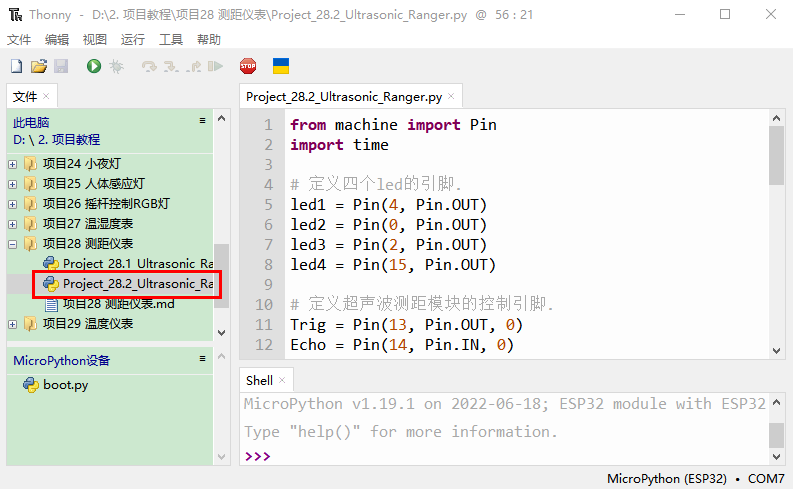 Thonny - D:\2. 项目教程\项目28 测距仪表\Project_28.2_Ultrasonic_Ranger.py @ 56 : 21
文件 编辑 视图 运行 工具 帮助
STOP
文件 ×
此电脑
D: \ 2. 项目教程
项目24 小夜灯
项目25 人体感应灯
项目26 摇杆控制RGB灯
项目27 温湿度表
项目28 测距仪表
Project_28.1_Ultrasonic_Ra
Project_28.2_Ultrasonic_Ra
项目28 测距仪表.md
项目29 温度仪表
MicroPython设备
boot.py
Project_28.2_Ultrasonic_Ranger.py ×
1 from machine import Pin
2 import time
3
4 # 定义四个led的引脚.
5 led1 = Pin(4, Pin.OUT)
6 led2 = Pin(0, Pin.OUT)
7 led3 = Pin(2, Pin.OUT)
8 led4 = Pin(15, Pin.OUT)
9
10 # 定义超声波测距模块的控制引脚.
11 Trig = Pin(13, Pin.OUT, 0)
12 Echo = Pin(14, Pin.IN, 0)
Shell ×
MicroPython v1.19.1 on 2022-06-18; ESP32 module with ESP32
Type "help()" for more information.
>>>
MicroPython (ESP32) • COM7